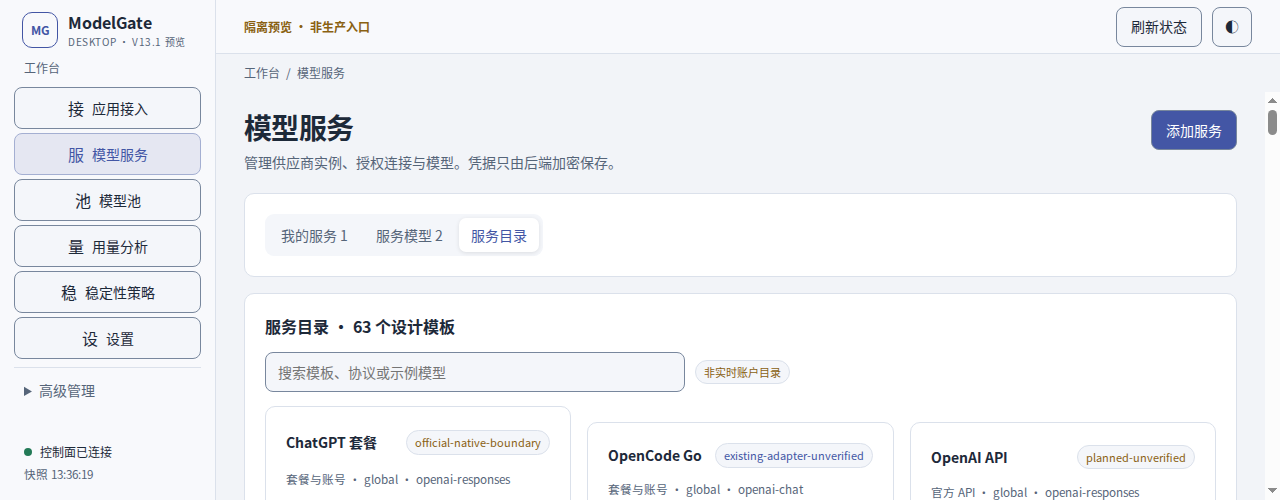 MG
ModelGate
DESKTOP • V13.1 预览
工作台
接 应用接入
服 模型服务
池 模型池
量 用量分析
稳 稳定性策略
设 设置
高级管理
控制面已连接
快照 13:36:19
隔离预览 • 非生产入口
刷新状态
工作台 / 模型服务
模型服务
管理供应商实例、授权连接与模型。凭据只由后端加密保存。
添加服务
我的服务 1
服务模型 2
服务目录
服务目录 • 63 个设计模板
搜索模板、协议或示例模型
非实时账户目录
ChatGPT 套餐
official-native-boundary
套餐与账号 • global • openai-responses
OpenCode Go
existing-adapter-unverified
套餐与账号 • global • openai-chat
OpenAI API
planned-unverified
官方 API • global • openai-responses